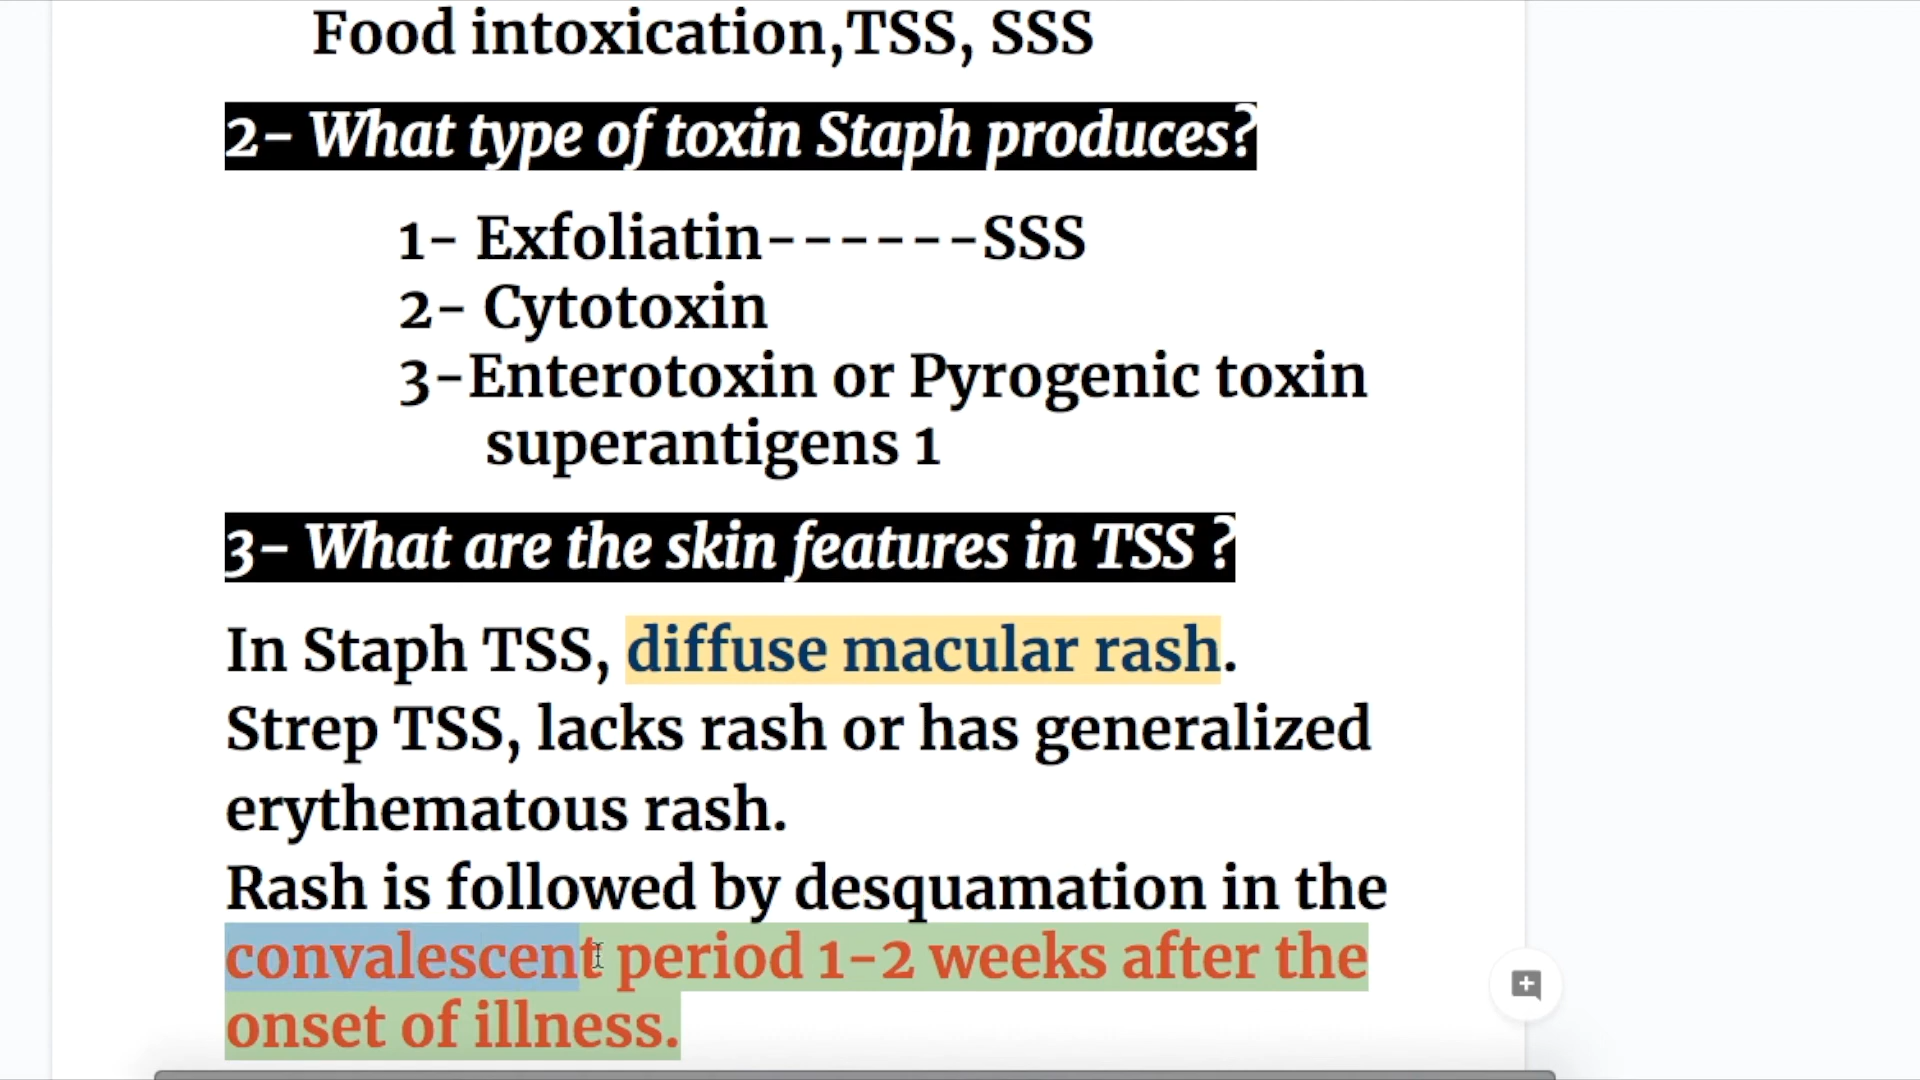 Food intoxication,TSS, SSS
2- What type of toxin Staph produces?
1- Exfoliatin------SSS
2- Cytotoxin
3-Enterotoxin or Pyrogenic toxin
superantigens 1
3- What are the skin features in TSS ?
In Staph TSS, diffuse macular rash.
Strep TSS, lacks rash or has generalized
erythematous rash.
Rash is followed by desquamation in the
convalescent period 1-2 weeks after the
onset of illness.